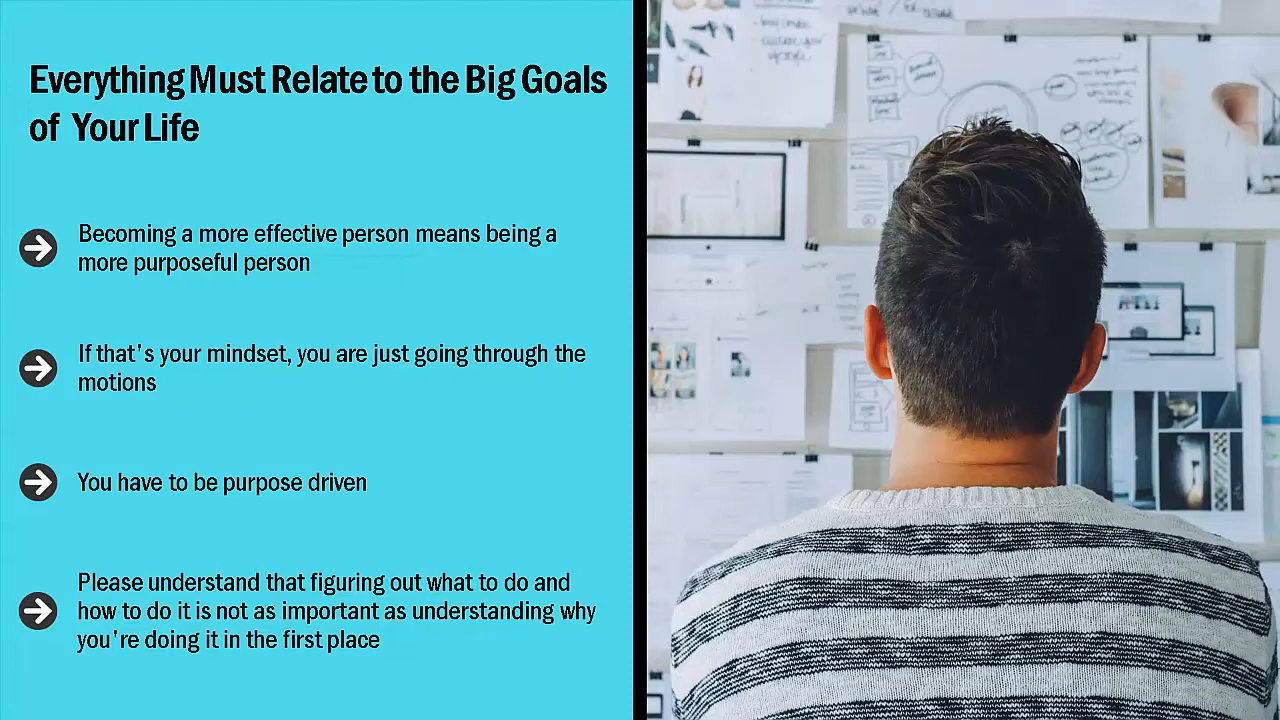 Everything Must Relate to the Big Goals
of Your Life
Becoming a more effective person means being a
more purposeful person
If that's your mindset, you are just going through the
motions
You have to be purpose driven
Please understand that figuring out what to do and
how to do it is not as important as understanding why
you're doing it in the first place